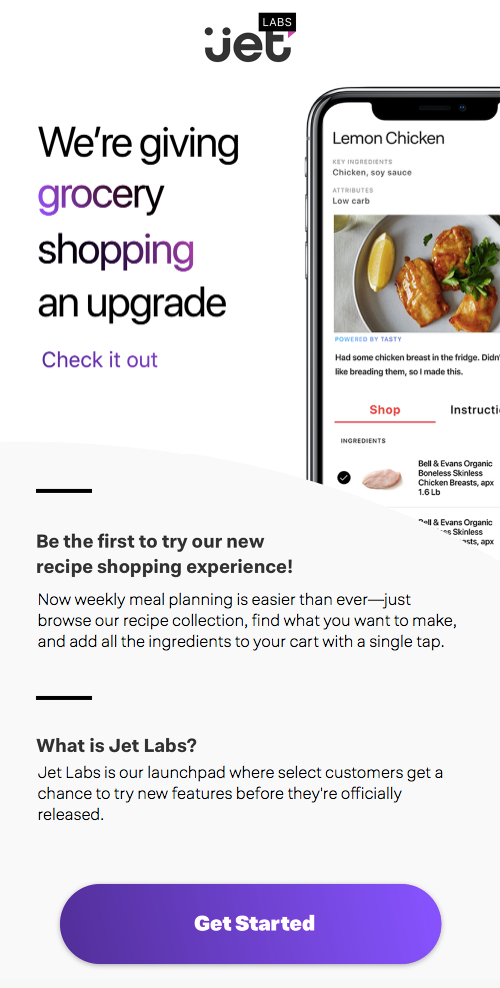 LABS
jet
We're giving
grocery
shopping
an upgrade
Check it out
Lemon Chicken
KEY INGREDIENTS
Chicken, soy sauce
ATTRIBUTES
Low carb
POWERED BY TASTY
Had some chicken breast in the fridge. Didn'
like breading them, so I made this.
Shop Instructi
INGREDIENTS
Bell & Evans Organic
Boneless Skinless
Chicken Breasts, apx
1.6 Lb
Bell & Evans Organic
ss Skinless
sts, apx
Be the first to try our new
recipe shopping experience!
Now weekly meal planning is easier than ever—just
browse our recipe collection, find what you want to make,
and add all the ingredients to your cart with a single tap.
What is Jet Labs?
Jet Labs is our launchpad where select customers get a
chance to try new features before they're officially
released.
Get Started